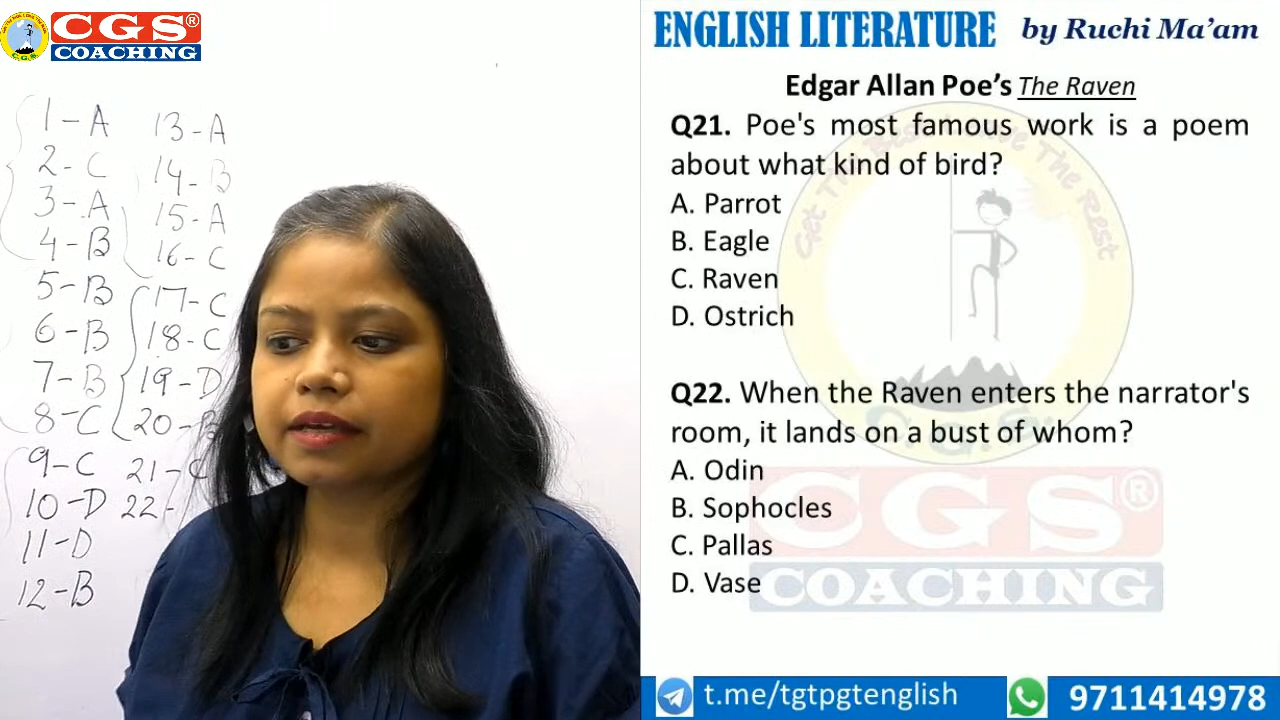 CGS®
COACHING
1-A
2-C
3-A
4-B
5-B
6-B
7-B
8-C
9-C
10-D
11-D
12-B
13-A
14-B
15-A
16-C
17-C
18-C
19-D
20-B
21-C
22-
ENGLISH LITERATURE by Ruchi Ma’am
Edgar Allan Poe’s The Raven
Q21. Poe's most famous work is a poem
about what kind of bird?
A. Parrot
B. Eagle
C. Raven
D. Ostrich
Q22. When the Raven enters the narrator's
room, it lands on a bust of whom?
A. Odin
B. Sophocles
C. Pallas
D. Vase
CGS®
COACHING
t.me/tgtpgtenglish
9711414978